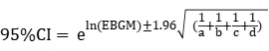 95%CI = e^{ln(EBGM)±1.96√(1/a+1/b+1/c+1/d)}